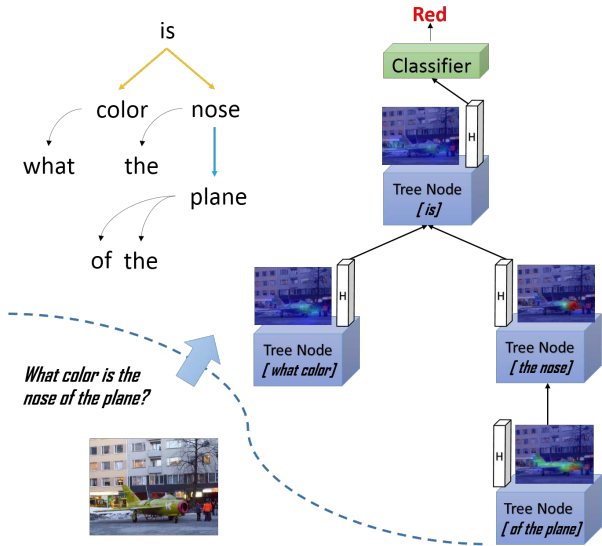 is
color
nose
what
the
plane
of the
What color is the
nose of the plane?
Red
Classifier
H
Tree Node
[ is]
H
Tree Node
[ what color]
H
Tree Node
[ the nose]
H
Tree Node
[ of the plane]